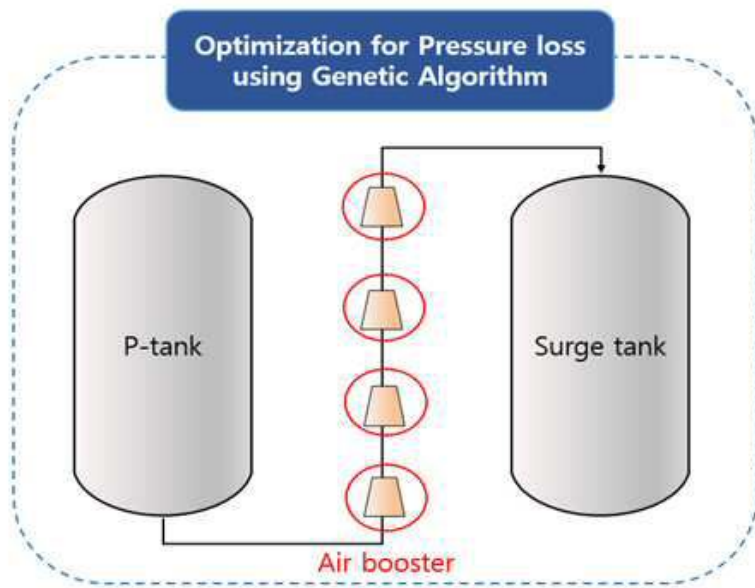 Optimization for Pressure loss
using Genetic Algorithm
P-tank
Surge tank
Air booster